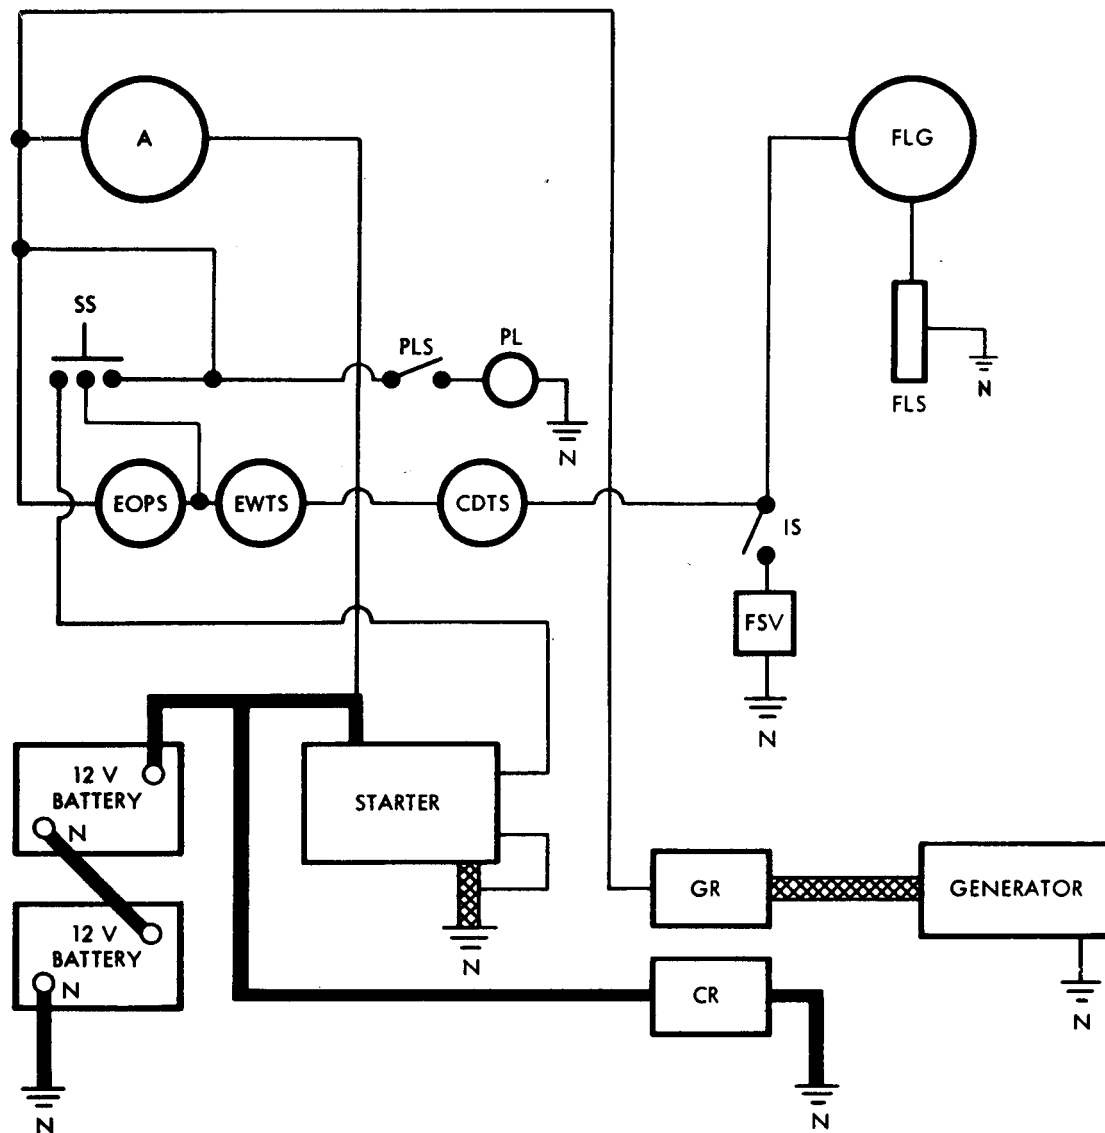 A
FLG
SS
PLS
PL
N
N
FLS
EOPS
EWTS
CDTS
IS
FSV
N
12 V
BATTERY
N
STARTER
GR
GENERATOR
12 V
BATTERY
N
N
CR
N
N
N